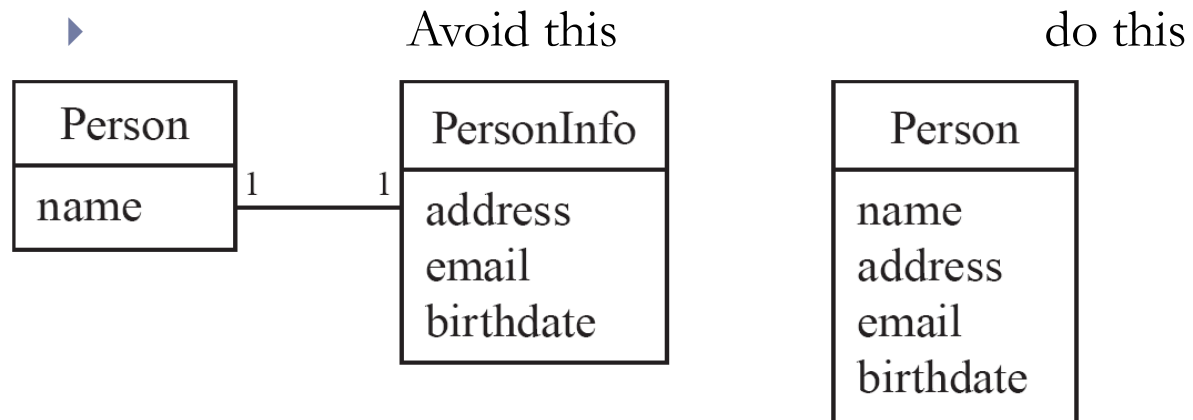 Avoid this
do this
Person
name
1
1
PersonInfo
address
email
birthdate
Person
name
address
email
birthdate